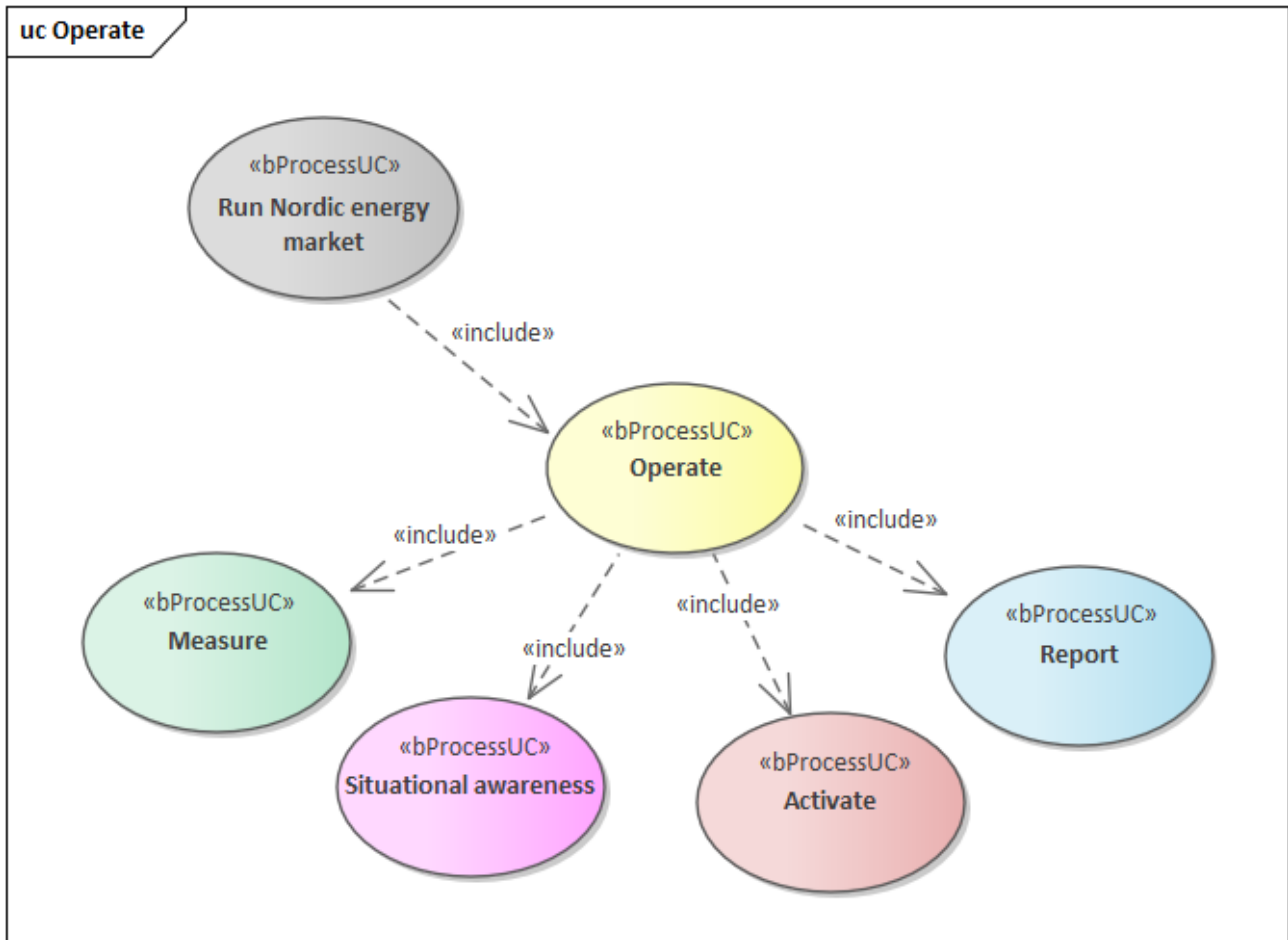 uc Operate
«bProcessUC»
Run Nordic energy
market
«include»
«bProcessUC»
Operate
«include»
«include»
«include»
«include»
«bProcessUC»
Measure
«bProcessUC»
Situational awareness
«bProcessUC»
Activate
«bProcessUC»
Report